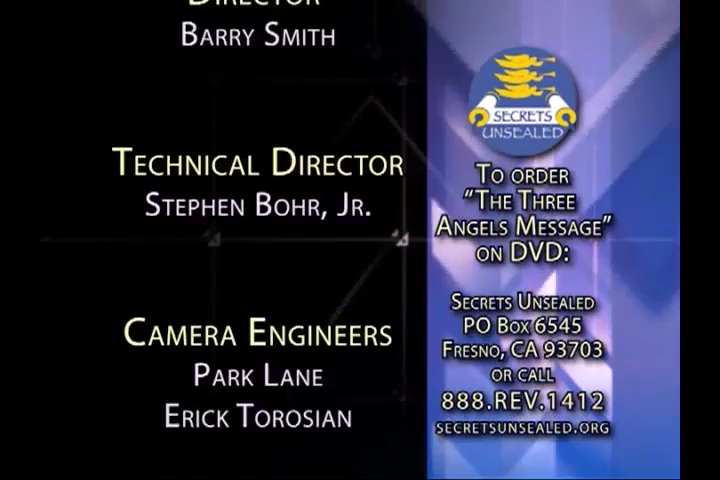 DIRECTOR
BARRY SMITH
TECHNICAL DIRECTOR
STEPHEN BOHR, JR.
CAMERA ENGINEERS
PARK LANE
ERICK TOROSIAN
SECRETS
UNSEALED
TO ORDER
“THE THREE
ANGELS MESSAGE”
ON DVD:
SECRETS UNSEALED
PO BOX 6545
FRESNO, CA 93703
OR CALL
888.REV.1412
SECRETSUNSEALED.ORG